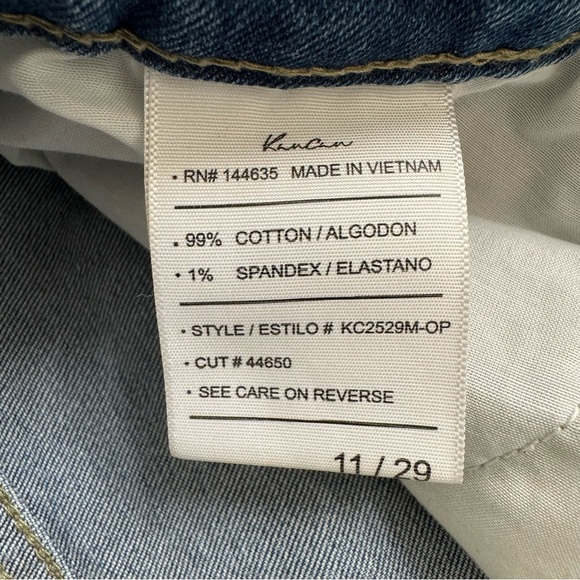 KanCan
• RN# 144635 MADE IN VIETNAM
• 99% COTTON / ALGODON
• 1% SPANDEX / ELASTANO
• STYLE / ESTILO # KC2529M-OP
• CUT # 44650
• SEE CARE ON REVERSE
11 / 29